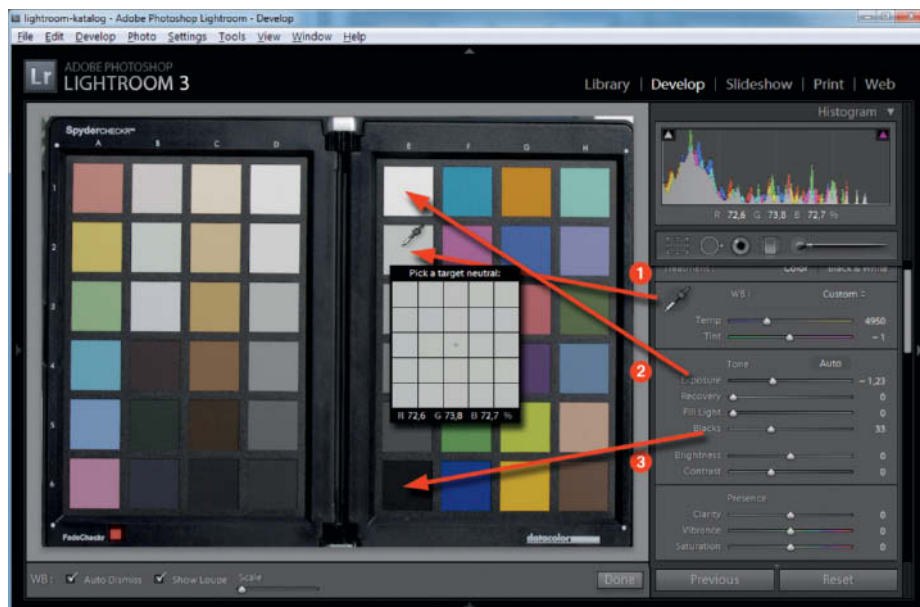 lightroom-katalog - Adobe Photoshop Lightroom - Develop
File Edit Develop Photo Settings Tools View Window Help
Lr
ADOBE PHOTOSHOP
LIGHTROOM 3
Library | Develop | Slideshow | Print | Web
Histogram
R 72,6 G 73,8 B 72,7 %
SpyderCHECKR™
A B C D
E F G H
1
2
3
4
5
6
FadeCheckr
datacolor
Pick a target neutral:
R 72,6 G 73,8 B 72,7 %
1
2
3
Treatment : Color | Black & White
WB : Custom
Temp 4950
Tint − 1
Tone Auto
Exposure − 1,23
Recovery 0
Fill Light 0
Blacks 33
Brightness 0
Contrast 0
Presence
Clarity 0
Vibrance 0
Saturation 0
WB : Auto Dismiss Show Loupe Scale
Done
Previous Reset